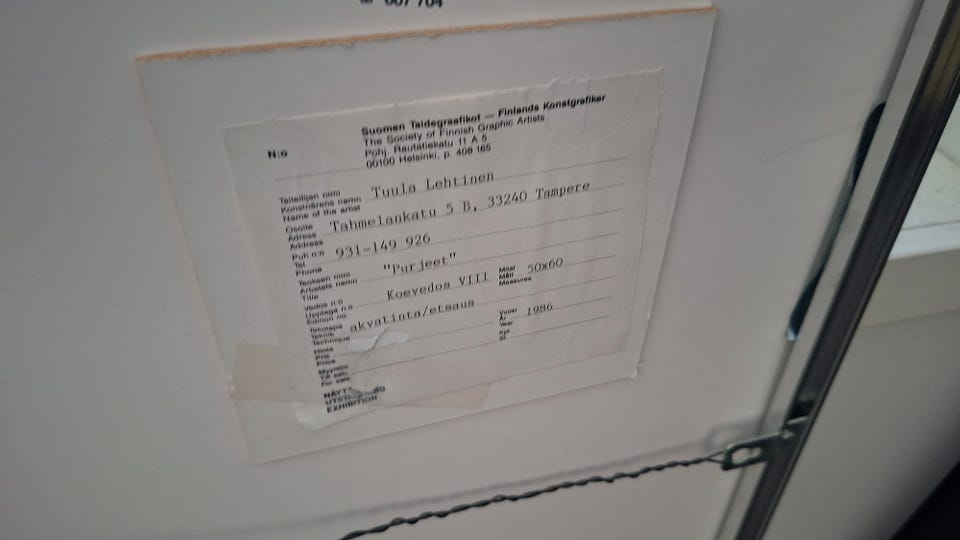 N:o
Suomen Taidegraafikot — Finlands Konstgrafiker
The Society of Finnish Graphic Artists
Pohj. Rautatiekatu 11 A 5
00100 Helsinki, p. 408 165
Taiteilijan nimi
Konstnärens namn
Name of the artist
Tuula Lehtinen
Osoite
Adress
Address
Tahmelankatu 5 B, 33240 Tampere
Puh.n:o
Tel
Phone
931-149 926
Teoksen nimi
Arbetets namn
Title
"Purjeet"
Vedos n:o
Upplaga n:o
Edition no
Koevedos VIII
Mitat
Mått
Measures
50x60
Tekotapa
Teknik
Technique
akvatinta/etsaus
Vuosi
År
Year
1986
Hinta
Pris
Price
Kpl
St.
Myyntiin
Till salu
For sale
EXHIBITION